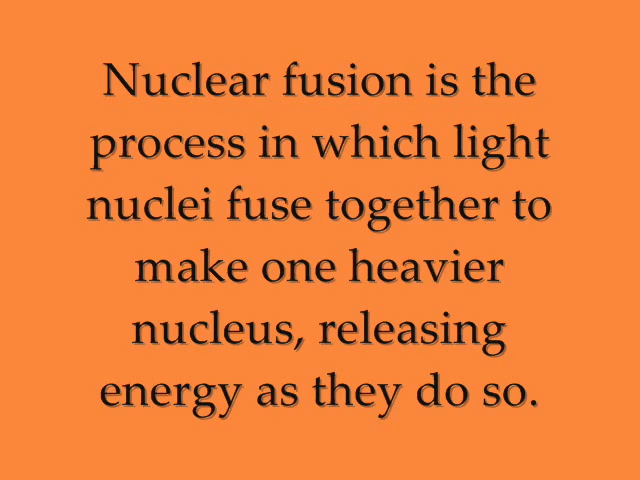 Nuclear fusion is the
process in which light
nuclei fuse together to
make one heavier
nucleus, releasing
energy as they do so.